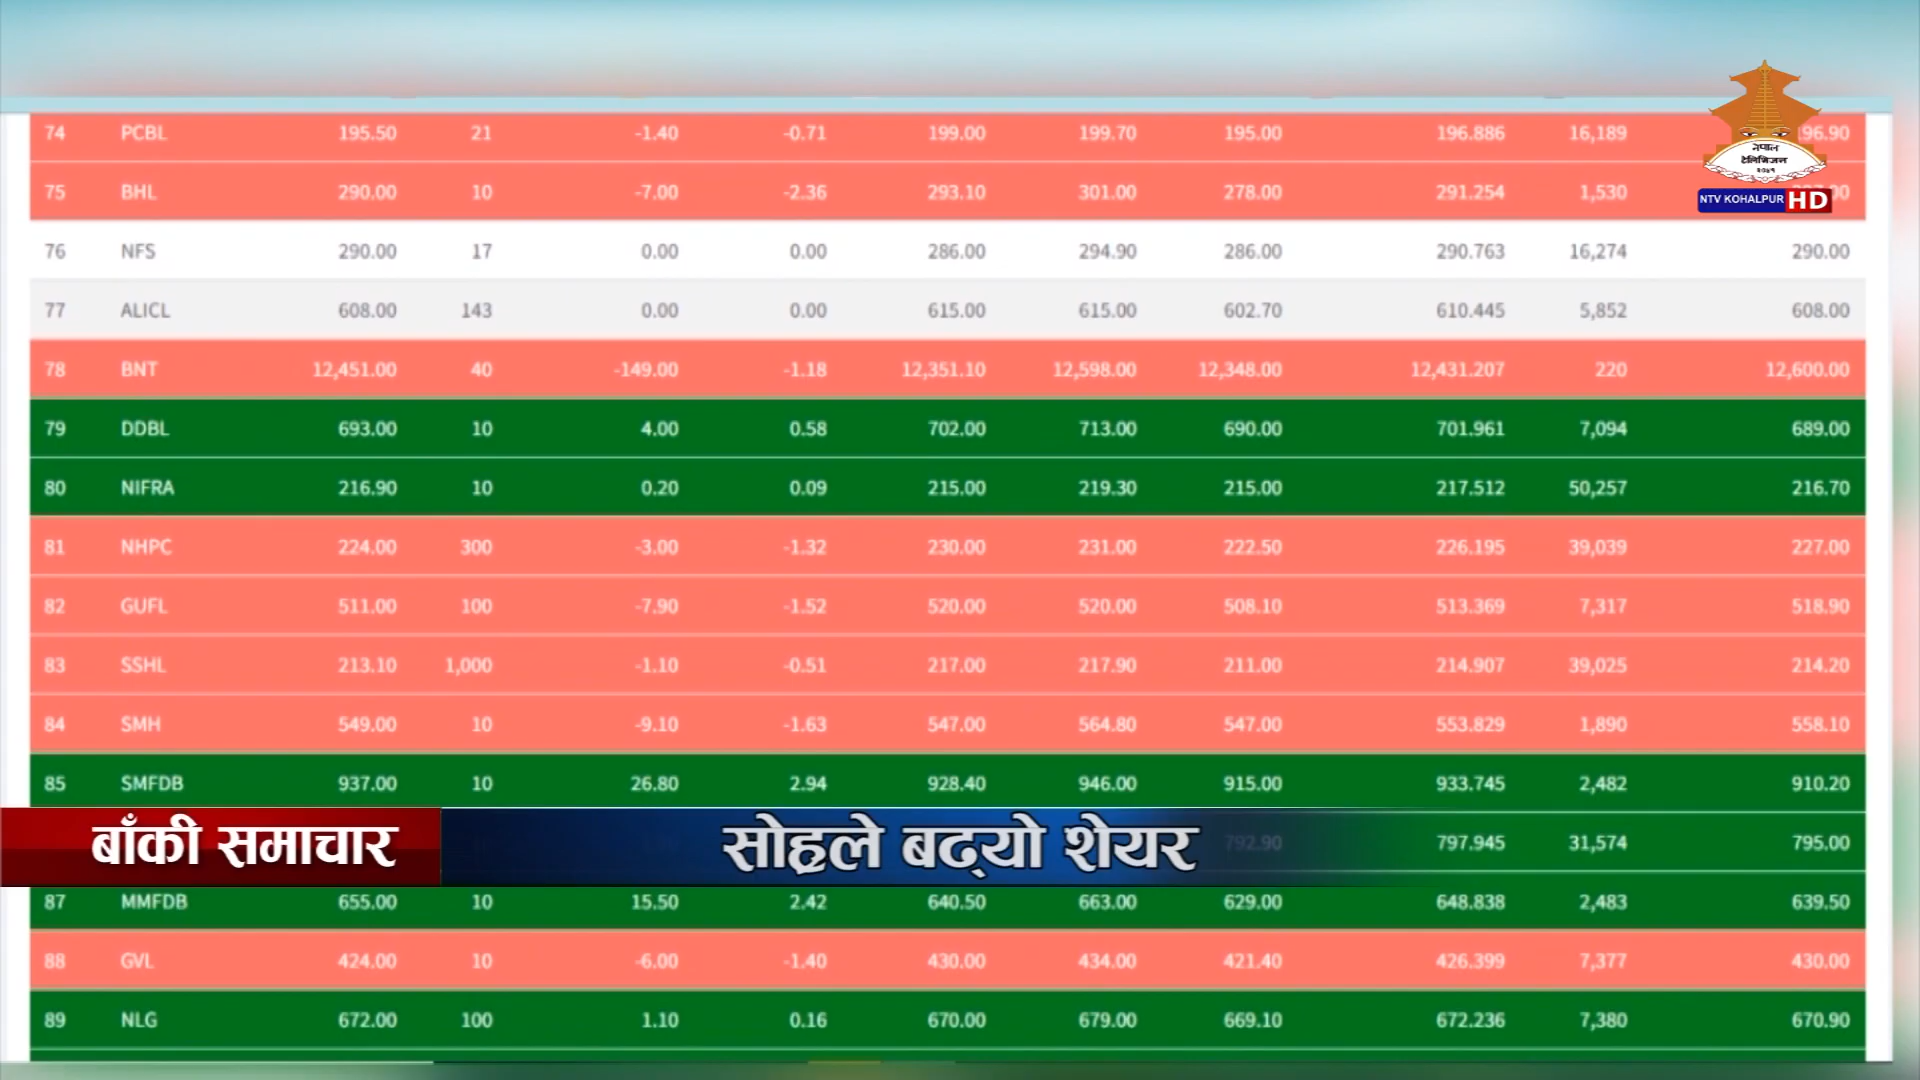 74 PCBL 195.50 21 -1.40 -0.71 199.00 199.70 195.00 196.886 16,189 196.90
नेपाल
टेलिभिजन
२०४१
75 BHL 290.00 10 -7.00 -2.36 293.10 301.00 278.00 291.254 1,530
NTV KOHALPUR HD
76 NFS 290.00 17 0.00 0.00 286.00 294.90 286.00 290.763 16,274 290.00
77 ALICL 608.00 143 0.00 0.00 615.00 615.00 602.70 610.445 5,852 608.00
78 BNT 12,451.00 40 -149.00 -1.18 12,351.10 12,598.00 12,348.00 12,431.207 220 12,600.00
79 DDBL 693.00 10 4.00 0.58 702.00 713.00 690.00 701.961 7,094 689.00
80 NIFRA 216.90 10 0.20 0.09 215.00 219.30 215.00 217.512 50,257 216.70
81 NHPC 224.00 300 -3.00 -1.32 230.00 231.00 222.50 226.195 39,039 227.00
82 GUFL 511.00 100 -7.90 -1.52 520.00 520.00 508.10 513.369 7,317 518.90
83 SSHL 213.10 1,000 -1.10 -0.51 217.00 217.90 211.00 214.907 39,025 214.20
84 SMH 549.00 10 -9.10 -1.63 547.00 564.80 547.00 553.829 1,890 558.10
85 SMFDB 937.00 10 26.80 2.94 928.40 946.00 915.00 933.745 2,482 910.20
बाँकी समाचार सोह्रले बढ्यो शेयर
792.90 797.945 31,574 795.00
87 MMFDB 655.00 10 15.50 2.42 640.50 663.00 629.00 648.838 2,483 639.50
88 GVL 424.00 10 -6.00 -1.40 430.00 434.00 421.40 426.399 7,377 430.00
89 NLG 672.00 100 1.10 0.16 670.00 679.00 669.10 672.236 7,380 670.90